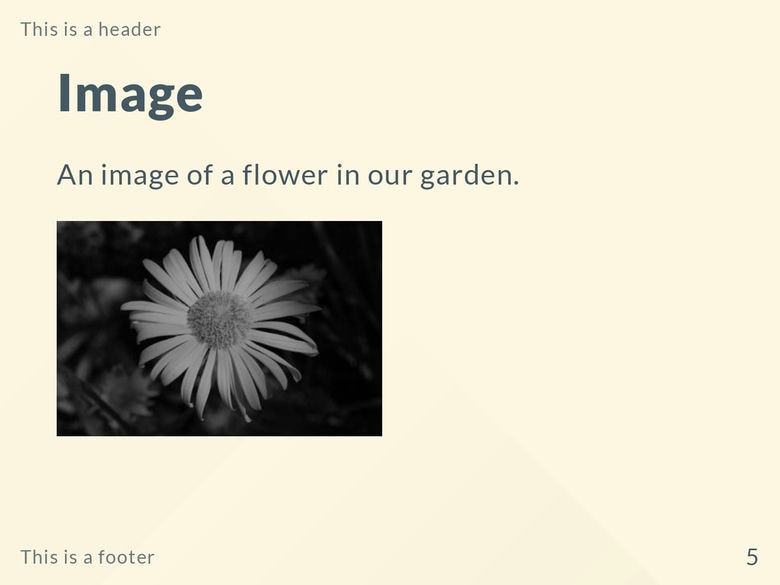 This is a header
Image
An image of a flower in our garden.
This is a footer
5